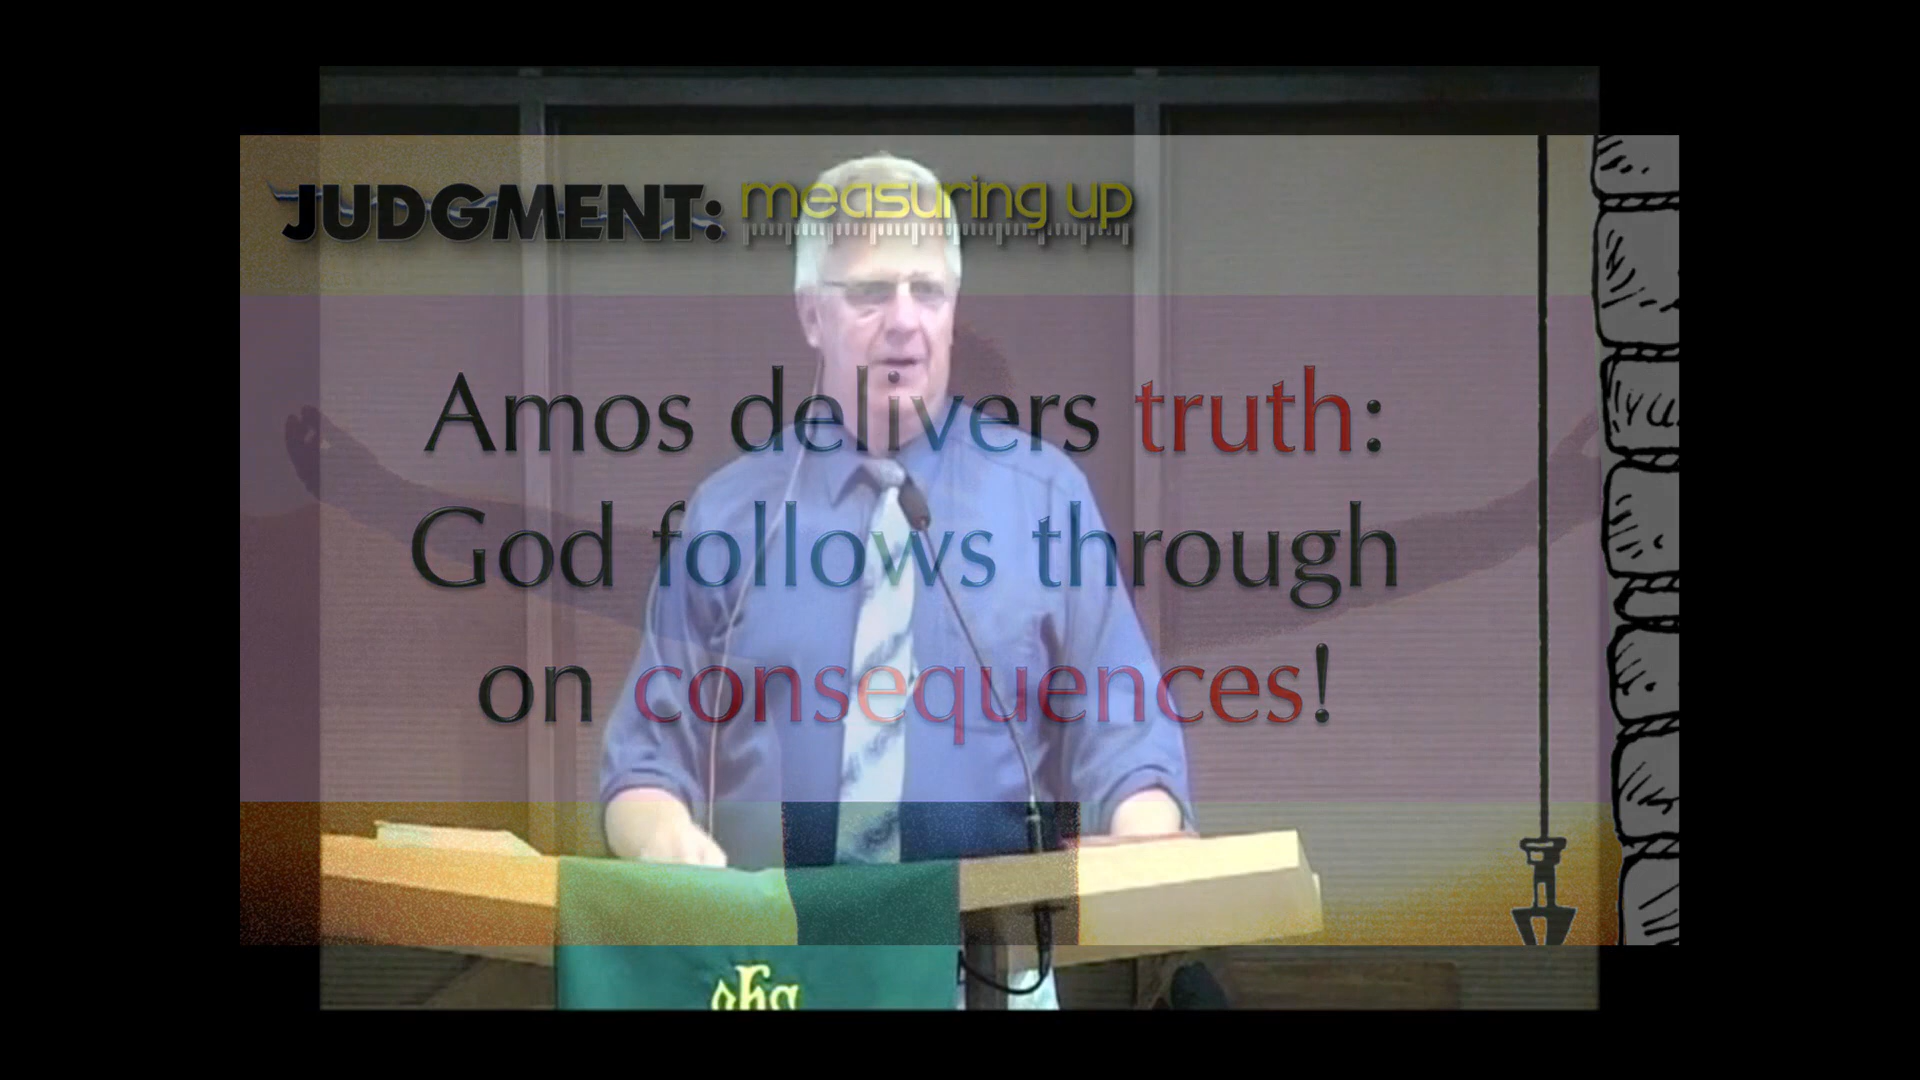 JUDGMENT: measuring up
Amos delivers truth:
God follows through
on consequences!